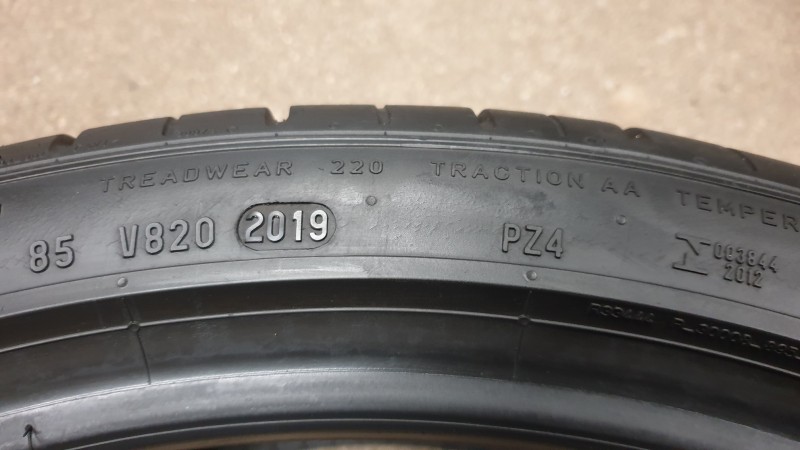 TREADWEAR 220 TRACTION AA TEMPER
85 V820 2019 PZ4
003844
2012